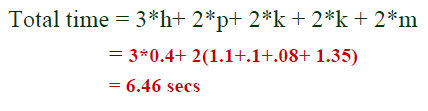 Total time = 3*h+ 2*p+ 2*k + 2*k + 2*m
= 3*0.4+ 2(1.1+.1+.08+ 1.35)
= 6.46 secs